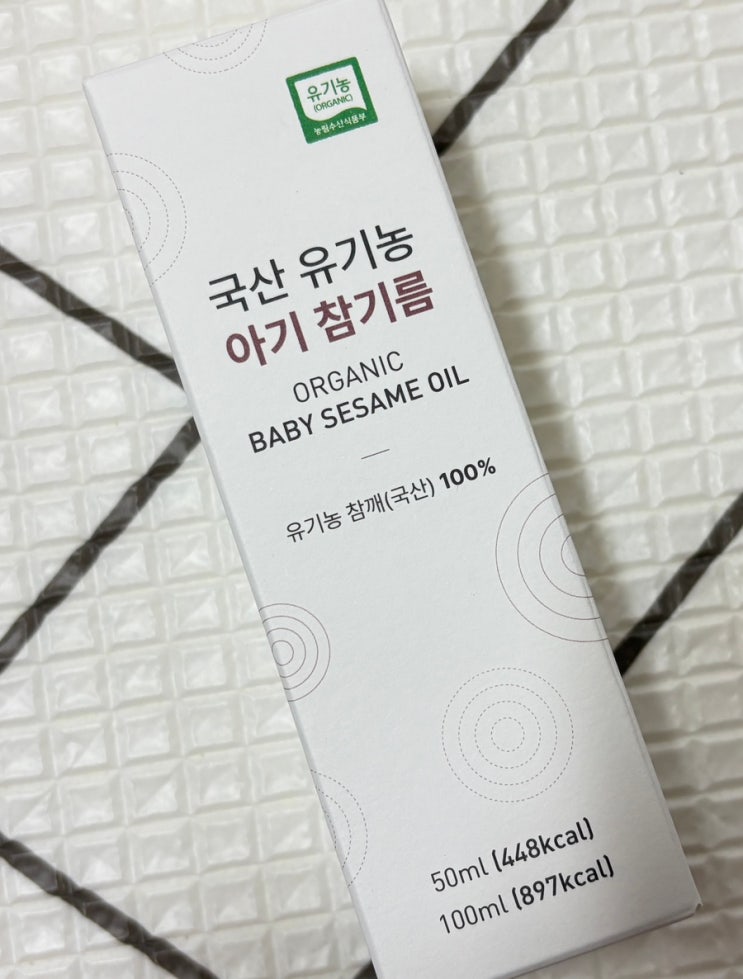 유기농
(ORGANIC)
농림수산식품부
국산 유기농
아기 참기름
ORGANIC
BABY SESAME OIL
유기농 참깨(국산) 100%
50ml (448kcal)
100ml (897kcal)